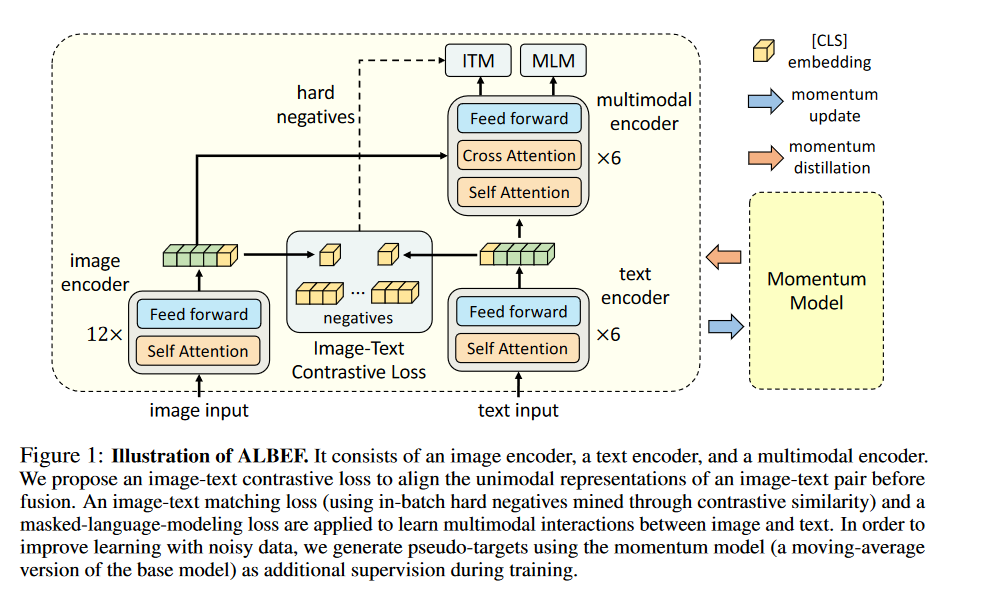 ITM
MLM
[CLS]
embedding
hard
negatives
Feed forward
multimodal
encoder
momentum
update
Cross Attention
×6
momentum
distillation
Self Attention
image
encoder
text
encoder
Momentum
Model
Feed forward
12×
Self Attention
...
negatives
Feed forward
×6
Self Attention
Image-Text
Contrastive Loss
image input
text input
Figure 1: Illustration of ALBEF. It consists of an image encoder, a text encoder, and a multimodal encoder.
We propose an image-text contrastive loss to align the unimodal representations of an image-text pair before
fusion. An image-text matching loss (using in-batch hard negatives mined through contrastive similarity) and a
masked-language-modeling loss are applied to learn multimodal interactions between image and text. In order to
improve learning with noisy data, we generate pseudo-targets using the momentum model (a moving-average
version of the base model) as additional supervision during training.